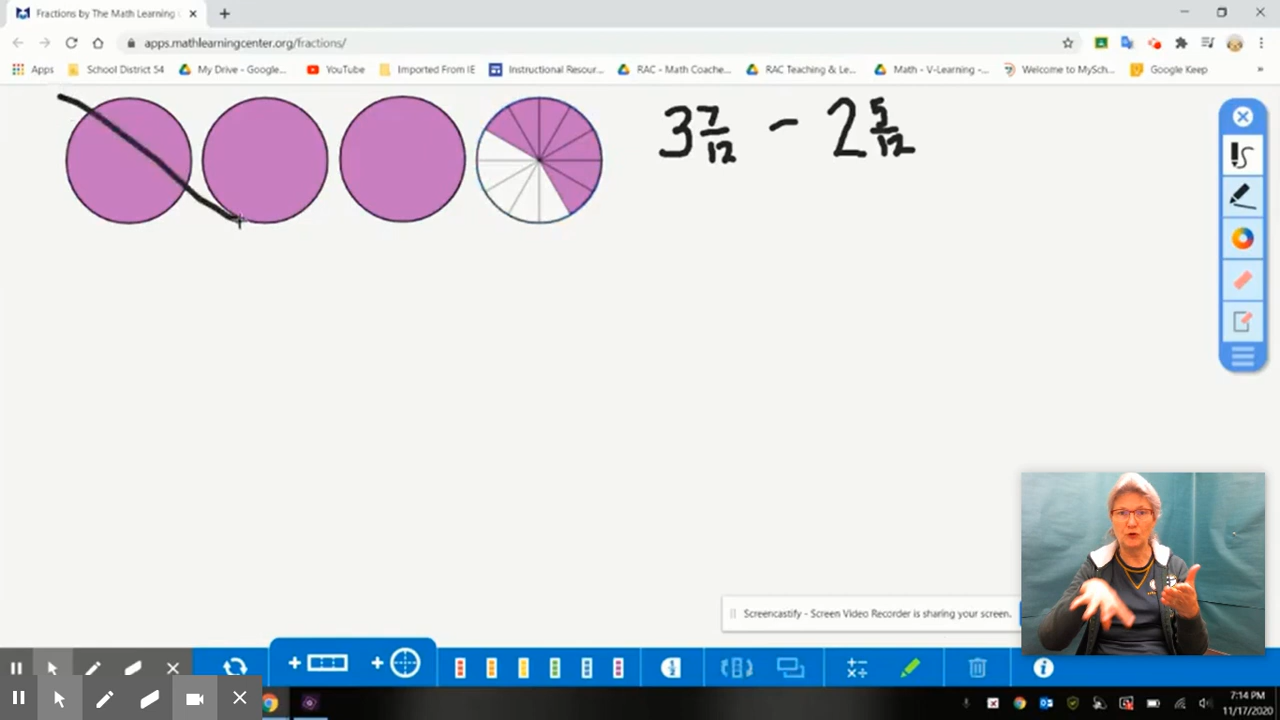 Fractions by The Math Learning
apps.mathlearningcenter.org/fractions/
Apps School District 54 My Drive - Google... YouTube Imported From IE Instructional Resour... RAC - Math Coache... RAC Teaching & Le... Math - V-Learning -... Welcome to MySch... Google Keep »
3 7/12 - 2 5/12
Screencastify - Screen Video Recorder is sharing your screen.
7:14 PM
11/17/2020